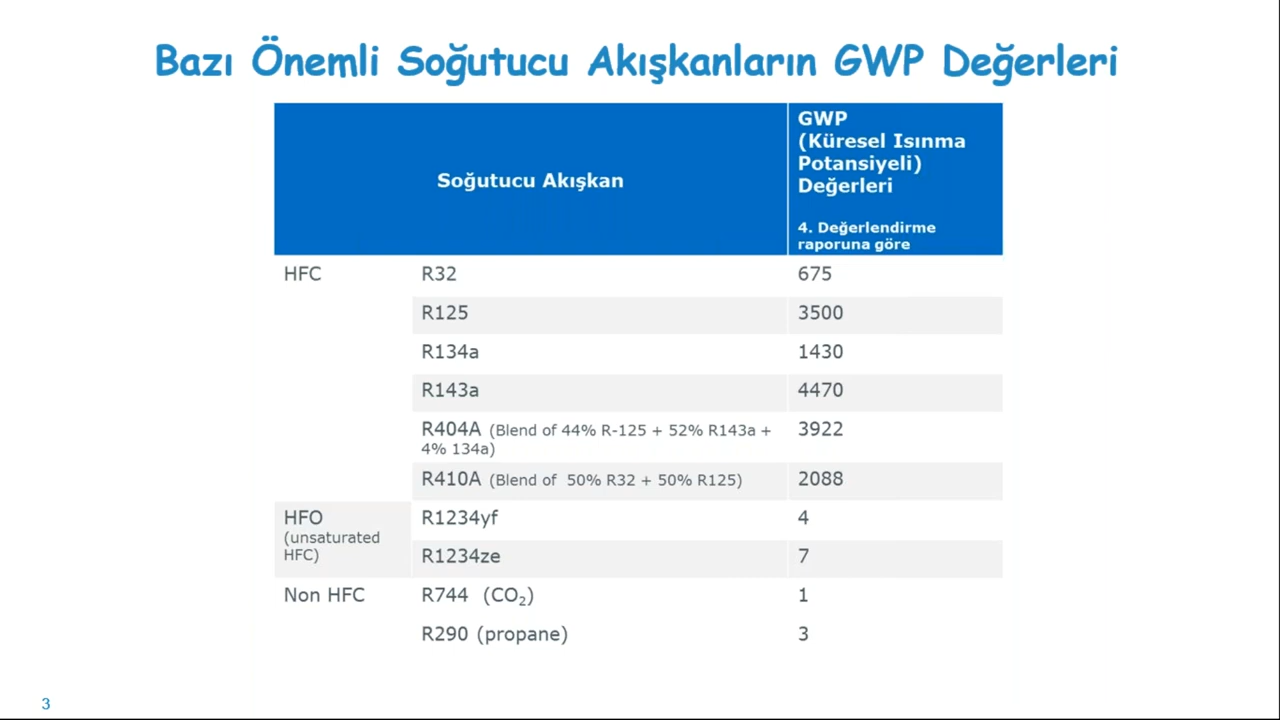 Bazı Önemli Soğutucu Akışkanların GWP Değerleri
Soğutucu Akışkan
GWP
(Küresel Isınma
Potansiyeli)
Değerleri
4. Değerlendirme
raporuna göre
HFC
R32
675
R125
3500
R134a
1430
R143a
4470
R404A (Blend of 44% R-125 + 52% R143a +
4% 134a)
3922
R410A (Blend of 50% R32 + 50% R125)
2088
HFO
(unsaturated
HFC)
R1234yf
4
R1234ze
7
Non HFC
R744 (CO₂)
1
R290 (propane)
3
3